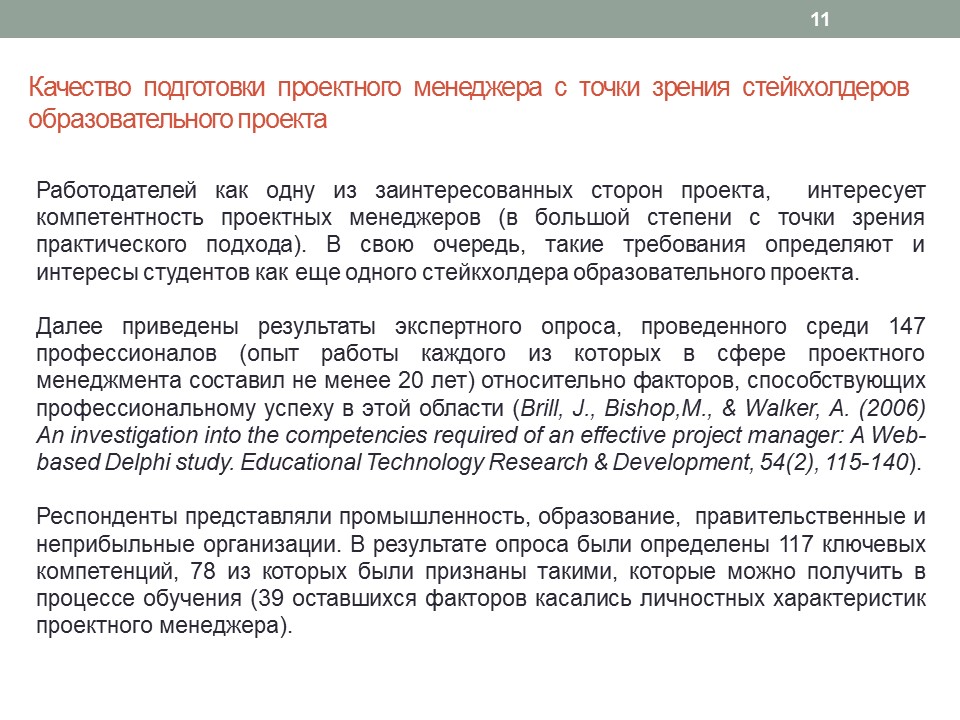 11
Качество подготовки проектного менеджера с точки зрения стейкхолдеров
образовательного проекта
Работодателей как одну из заинтересованных сторон проекта, интересует
компетентность проектных менеджеров (в большой степени с точки зрения
практического подхода). В свою очередь, такие требования определяют и
интересы студентов как еще одного стейкхолдера образовательного проекта.
Далее приведены результаты экспертного опроса, проведенного среди 147
профессионалов (опыт работы каждого из которых в сфере проектного
менеджмента составил не менее 20 лет) относительно факторов, способствующих
профессиональному успеху в этой области (Brill, J., Bishop,M., & Walker, A. (2006)
An investigation into the competencies required of an effective project manager: A Web-
based Delphi study. Educational Technology Research & Development, 54(2), 115-140).
Респонденты представляли промышленность, образование, правительственные и
неприбыльные организации. В результате опроса были определены 117 ключевых
компетенций, 78 из которых были признаны такими, которые можно получить в
процессе обучения (39 оставшихся факторов касались личностных характеристик
проектного менеджера).